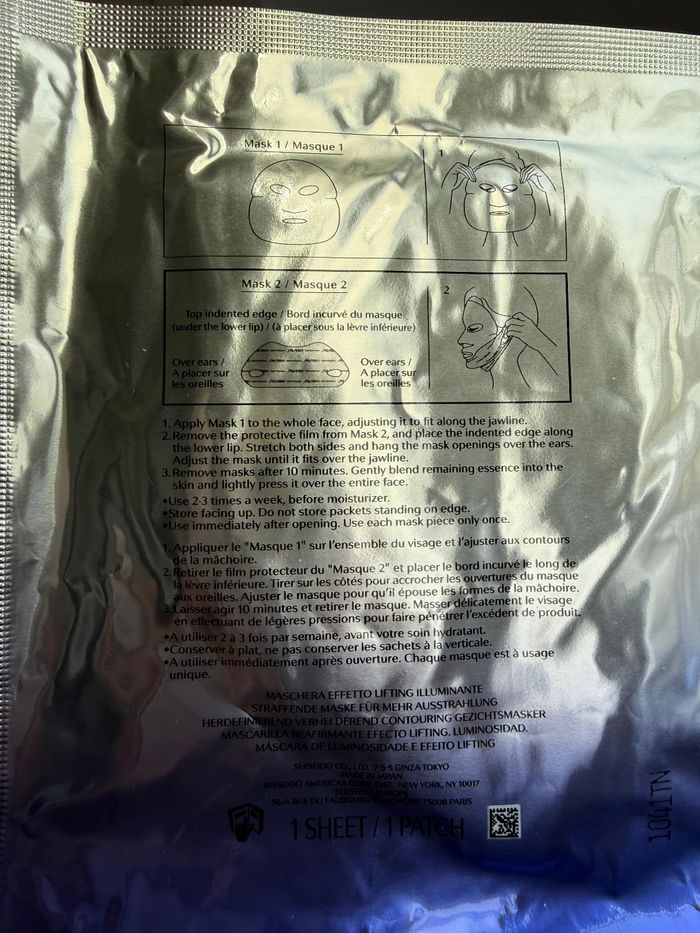 Mask 1 / Masque 1
1
Mask 2 / Masque 2
2
Top indented edge / Bord incurvé du masque
(under the lower lip) / (à placer sous la lèvre inférieure)
Over ears /
A placer sur
les oreilles
Over ears /
A placer sur
les oreilles
1. Apply Mask 1 to the whole face, adjusting it to fit along the jawline.
2. Remove the protective film from Mask 2, and place the indented edge along
the lower lip. Stretch both sides and hang the mask openings over the ears.
Adjust the mask until it fits over the jawline.
3. Remove masks after 10 minutes. Gently blend remaining essence into the
skin and lightly press it over the entire face.
•Use 2-3 times a week, before moisturizer.
•Store facing up. Do not store packets standing on edge.
•Use immediately after opening. Use each mask piece only once.
1. Appliquer le "Masque 1" sur l'ensemble du visage et l'ajuster aux contours
de la mâchoire.
2. Retirer le film protecteur du "Masque 2" et placer le bord incurvé le long de
la lèvre inférieure. Tirer sur les côtés pour accrocher les ouvertures du masque
aux oreilles. Ajuster le masque pour qu'il épouse les formes de la mâchoire.
3. Laisser agir 10 minutes et retirer le masque. Masser délicatement le visage
en effectuant de légères pressions pour faire pénétrer l'excédent de produit.
•A utiliser 2 à 3 fois par semaine, avant votre soin hydratant.
•Conserver à plat, ne pas conserver les sachets à la verticale.
•A utiliser immédiatement après ouverture. Chaque masque est à usage
unique.
MASCHERA EFFETTO LIFTING ILLUMINANTE
STRAFFENDE MASKE FÜR MEHR AUSSTRAHLUNG
HERDEFINIEREND VERHELDEREND CONTOURING GEZICHTSMASKER
MASCARILLA REAFIRMANTE EFECTO LIFTING. LUMINOSIDAD.
MÁSCARA DE LUMINOSIDADE E EFEITO LIFTING
SHISEIDO CO., LTD. 7-5-5 GINZA TOKYO
MADE IN JAPAN
SHISEIDO AMERICAS CORP. DIST. NEW YORK, NY 10017
SHISEIDO EUROPE
56/A RUE DU FAUBOURG ST-HONORE 75008 PARIS
1 SHEET / 1 PATCH
1041TN